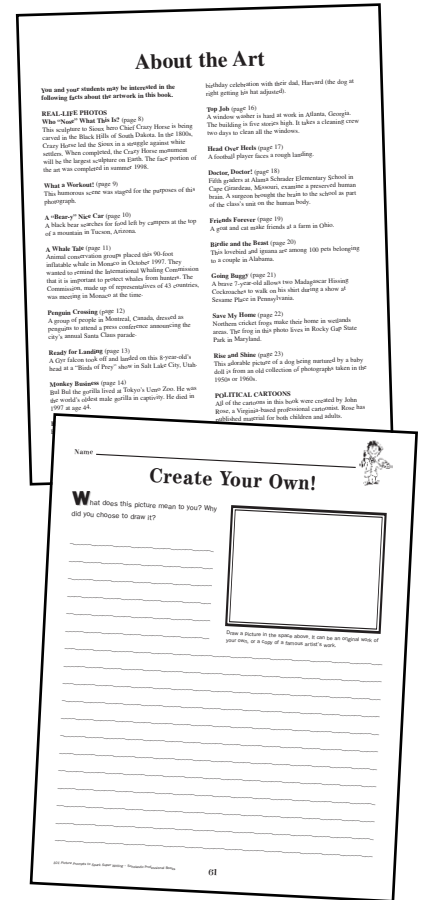 About the Art
You and your students may be interested in the
following facts about the artwork in this book.
REAL-LIFE PHOTOS
Who "Nose" What This Is? (page 8)
This sculpture to Sioux hero Chief Crazy Horse is being
carved in the Black Hills of South Dakota. In the 1800s,
Crazy Horse led the Sioux in a struggle against white
settlers. When completed, the Crazy Horse monument
will be the largest sculpture on Earth. The face portion of
the art was completed in summer 1998.
What a Workout! (page 9)
This humorous scene was staged for the purposes of this
photograph.
A "Bear-y" Nice Car (page 10)
A black bear searches for food left by campers at the top
of a mountain in Tucson, Arizona.
A Whale Tale (page 11)
Animal conservation groups placed this 90-foot
inflatable whale in Monaco in October 1997. They
wanted to remind the International Whaling Commission
that it is important to protect whales from hunters. The
Commission, made up of representatives of 43 countries,
was meeting in Monaco at the time.
Penguin Crossing (page 12)
A group of people in Montreal, Canada, dressed as
penguins to attend a press conference announcing the
city's annual Santa Claus parade.
Ready for Landing (page 13)
A Gyr falcon took off and landed on this 8-year-old's
head at a "Birds of Prey" show in Salt Lake City, Utah.
Monkey Business (page 14)
Bul Bul the gorilla lived at Tokyo's Ueno Zoo. He was
the world's oldest male gorilla in captivity. He died in
1997 at age 44.
birthday celebration with their dad, Harvard (the dog at
right getting his hat adjusted).
Top Job (page 16)
A window washer is hard at work in Atlanta, Georgia.
The building is five stories high. It takes a cleaning crew
two days to clean all the windows.
Head Over Heels (page 17)
A football player faces a rough landing.
Doctor, Doctor! (page 18)
Fifth graders at Alma Schrader Elementary School in
Cape Girardeau, Missouri, examine a preserved human
brain. A surgeon brought the brain to the school as part
of the class's unit on the human body.
Friends Forever (page 19)
A goat and cat make friends at a farm in Ohio.
Birdie and the Beast (page 20)
This lovebird and iguana are among 100 pets belonging
to a couple in Alabama.
Going Buggy (page 21)
A brave 7-year-old allows two Madagascar Hissing
Cockroaches to walk on his shirt during a show at
Sesame Place in Pennsylvania.
Save My Home (page 22)
Northern cricket frogs make their home in wetlands
areas. The frog in this photo lives in Rocky Gap State
Park in Maryland.
Rise and Shine (page 23)
This adorable picture of a dog being nurtured by a baby
doll is from an old collection of photographs taken in the
1950s or 1960s.
POLITICAL CARTOONS
All of the cartoons in this book were created by John
Rose, a Virginia-based professional cartoonist. Rose has
published material for both children and adults.
Name
Create Your Own!
What does this picture mean to you? Why
did you choose to draw it?
Draw a Picture in the space above. It can be an original work of
your own, or a copy of a famous artist's work.
61